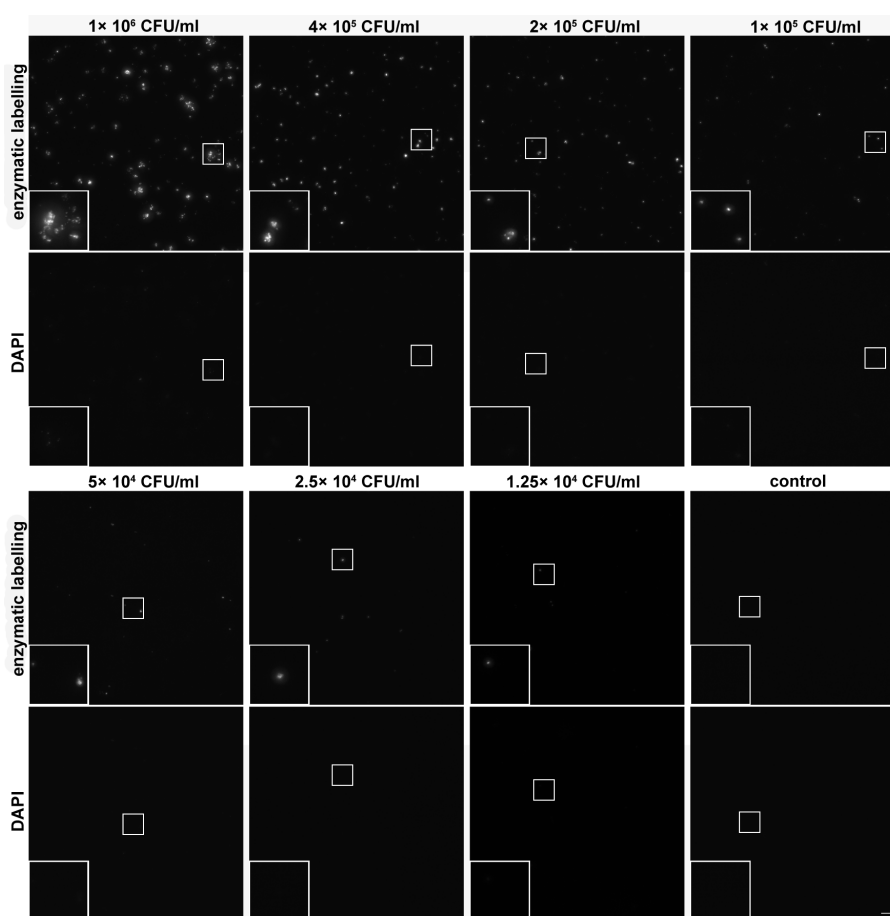 1× 10⁶ CFU/ml 4× 10⁵ CFU/ml 2× 10⁵ CFU/ml 1× 10⁵ CFU/ml
enzymatic labelling
DAPI
5× 10⁴ CFU/ml 2.5× 10⁴ CFU/ml 1.25× 10⁴ CFU/ml control
enzymatic labelling
DAPI